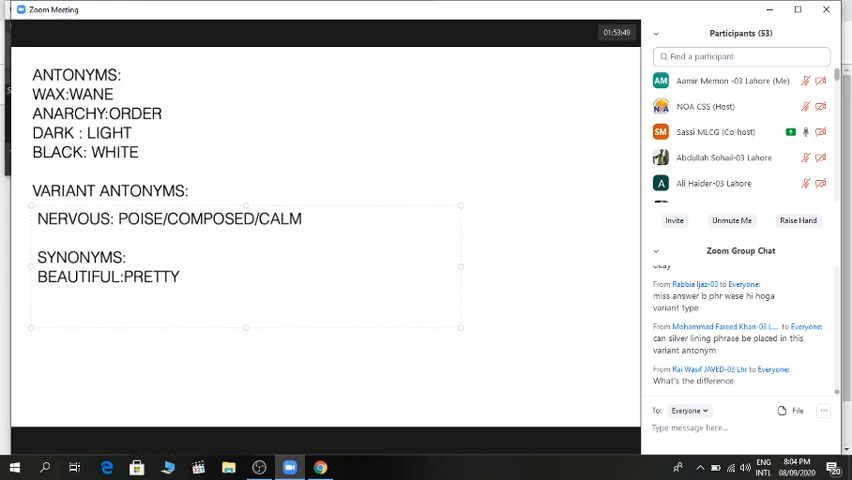 Zoom Meeting
01:53:49
ANTONYMS:
WAX:WANE
ANARCHY:ORDER
DARK : LIGHT
BLACK: WHITE
VARIANT ANTONYMS:
NERVOUS: POISE/COMPOSED/CALM
SYNONYMS:
BEAUTIFUL:PRETTY
Participants (53)
Find a participant
AM Aamir Memon -03 Lahore (Me)
NOA CSS (Host)
SM Sassi MLCG (Co-host)
Abdullah Sohail-03 Lahore
A Ali Haider-03 Lahore
Invite Unmute Me Raise Hand
Zoom Group Chat
From Rabbia Ijaz-03 to Everyone:
miss answer b phr wese hi hoga
variant type
From Mohammad Fareed Khan-03 L... to Everyone:
can silver lining phrase be placed in this
variant antonym
From Rai Wasif JAVED-03 Lhr to Everyone:
What's the difference
To: Everyone File ...
Type message here...
ENG
INTL
8:04 PM
08/09/2020
20